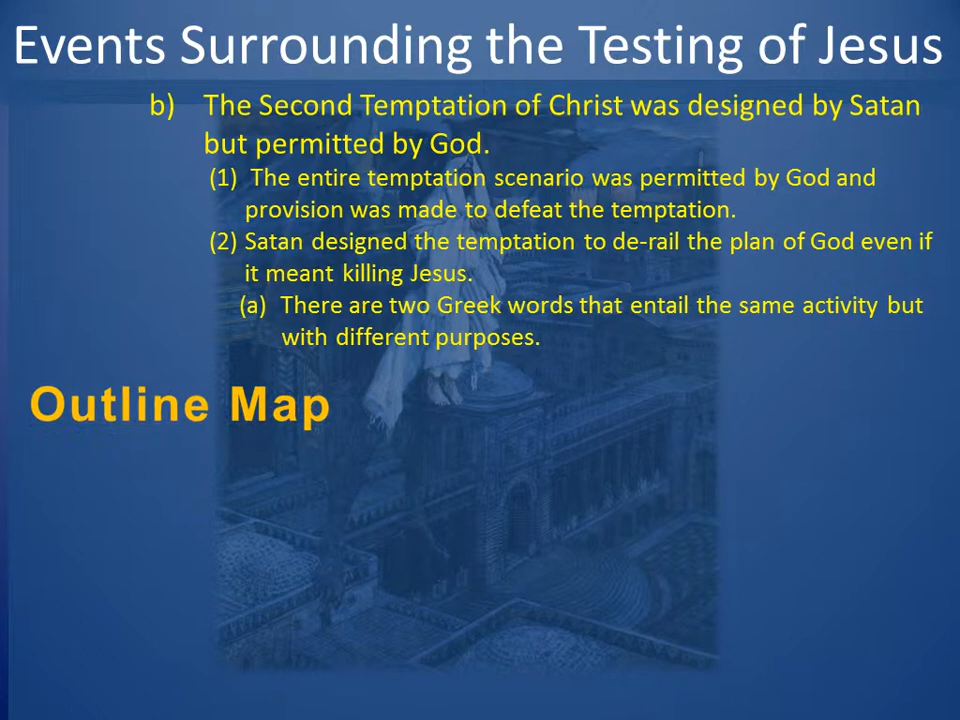 Events Surrounding the Testing of Jesus
b) The Second Temptation of Christ was designed by Satan
but permitted by God.
(1) The entire temptation scenario was permitted by God and
provision was made to defeat the temptation.
(2) Satan designed the temptation to de-rail the plan of God even if
it meant killing Jesus.
(a) There are two Greek words that entail the same activity but
with different purposes.
Outline Map